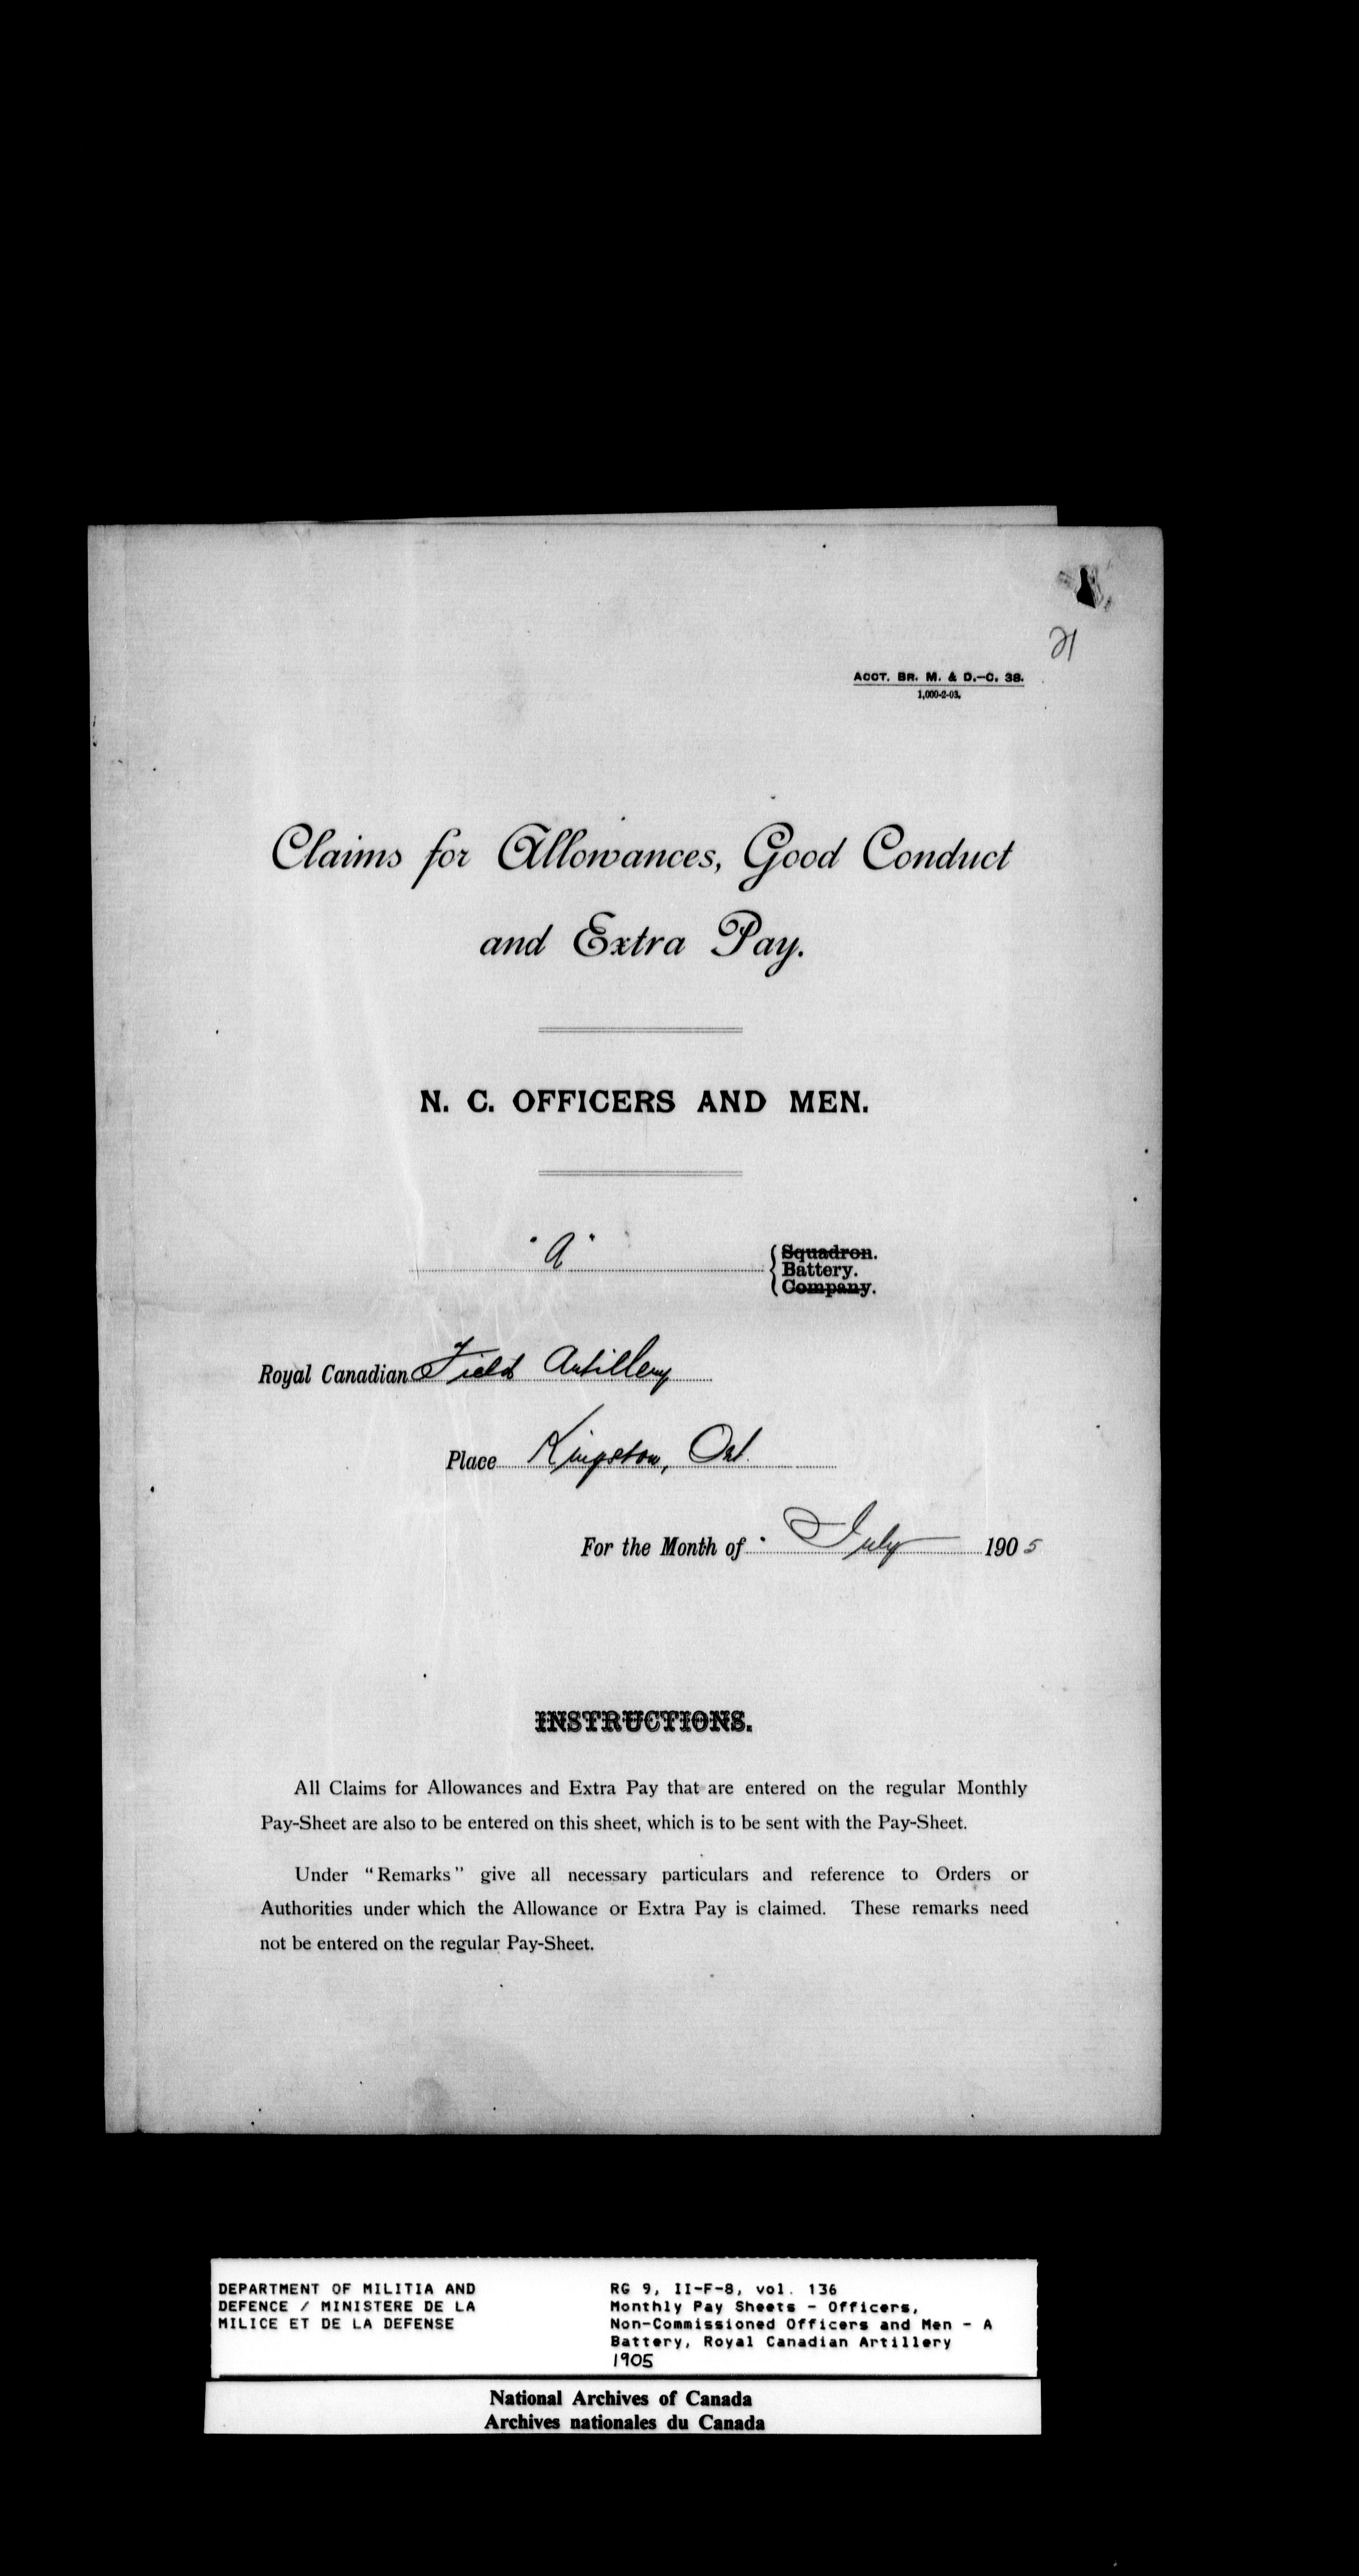 21
ACCT. BR. M. & D.—C. 38.
1,000-2-03.
Claims for Allowances, Good Conduct
and Extra Pay.
N. C. OFFICERS AND MEN.
"A"
Squadron.
Battery.
Company.
Royal Canadian Field Artillery
Place Kingston, Ont.
For the Month of July 1905
INSTRUCTIONS.
All Claims for Allowances and Extra Pay that are entered on the regular Monthly
Pay-Sheet are also to be entered on this sheet, which is to be sent with the Pay-Sheet.
Under "Remarks" give all necessary particulars and reference to Orders or
Authorities under which the Allowance or Extra Pay is claimed. These remarks need
not be entered on the regular Pay-Sheet.
DEPARTMENT OF MILITIA AND
DEFENCE / MINISTERE DE LA
MILICE ET DE LA DEFENSE
RG 9, II-F-8, vol. 136
Monthly Pay Sheets - Officers,
Non-Commissioned Officers and Men - A
Battery, Royal Canadian Artillery
1905
National Archives of Canada
Archives nationales du Canada